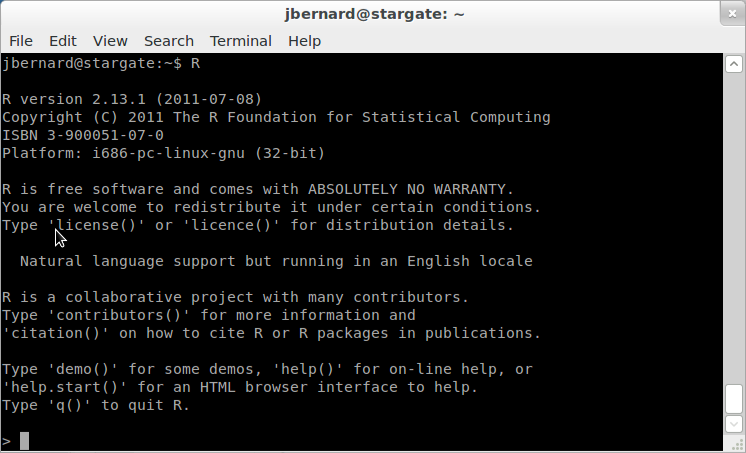 jbernard@stargate: ~
File Edit View Search Terminal Help
jbernard@stargate:~$ R
R version 2.13.1 (2011-07-08)
Copyright (C) 2011 The R Foundation for Statistical Computing
ISBN 3-900051-07-0
Platform: i686-pc-linux-gnu (32-bit)
R is free software and comes with ABSOLUTELY NO WARRANTY.
You are welcome to redistribute it under certain conditions.
Type 'license()' or 'licence()' for distribution details.
Natural language support but running in an English locale
R is a collaborative project with many contributors.
Type 'contributors()' for more information and
'citation()' on how to cite R or R packages in publications.
Type 'demo()' for some demos, 'help()' for on-line help, or
'help.start()' for an HTML browser interface to help.
Type 'q()' to quit R.
>